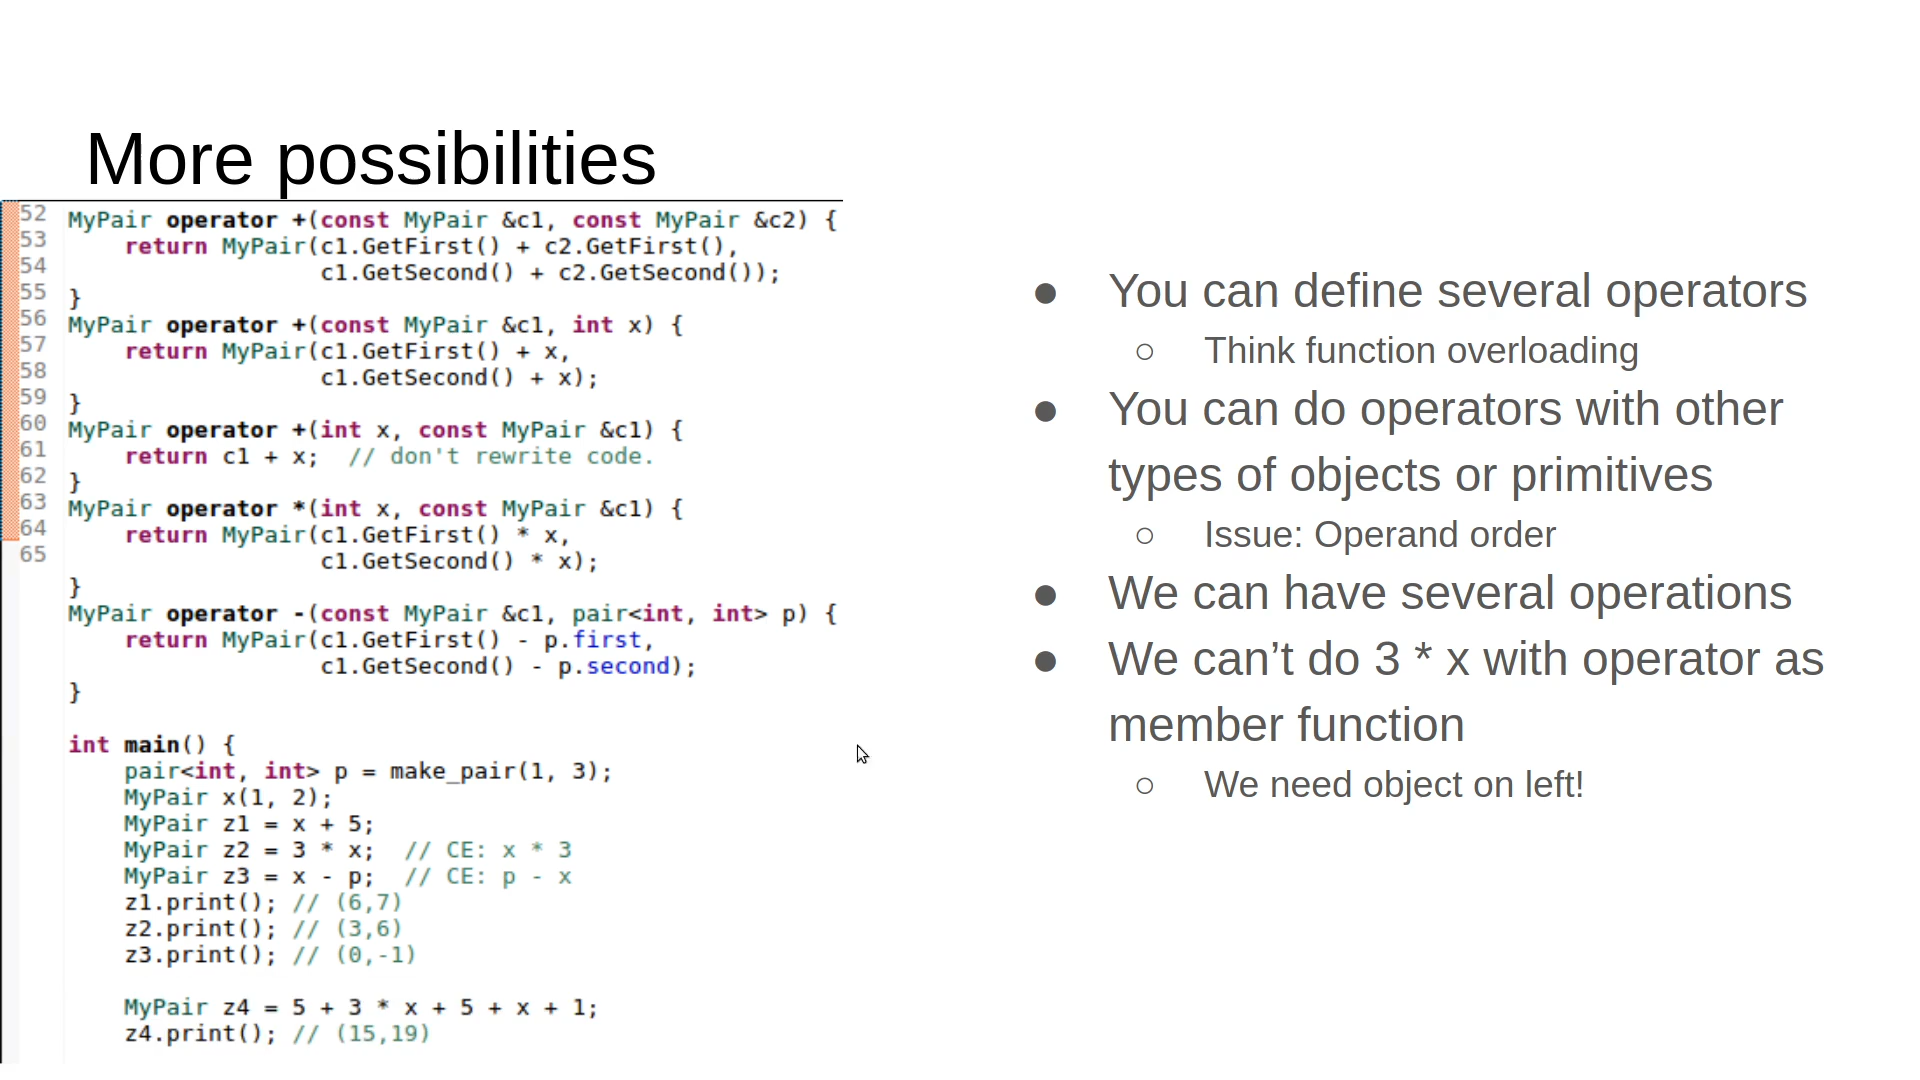 More possibilities
52
53
54
55
56
57
58
59
60
61
62
63
64
65
MyPair operator +(const MyPair &c1, const MyPair &c2) {
    return MyPair(c1.GetFirst() + c2.GetFirst(),
                  c1.GetSecond() + c2.GetSecond());
}
MyPair operator +(const MyPair &c1, int x) {
    return MyPair(c1.GetFirst() + x,
                  c1.GetSecond() + x);
}
MyPair operator +(int x, const MyPair &c1) {
    return c1 + x;  // don't rewrite code.
}
MyPair operator *(int x, const MyPair &c1) {
    return MyPair(c1.GetFirst() * x,
                  c1.GetSecond() * x);
}
MyPair operator -(const MyPair &c1, pair<int, int> p) {
    return MyPair(c1.GetFirst() - p.first,
                  c1.GetSecond() - p.second);
}
int main() {
    pair<int, int> p = make_pair(1, 3);
    MyPair x(1, 2);
    MyPair z1 = x + 5;
    MyPair z2 = 3 * x;  // CE: x * 3
    MyPair z3 = x - p;  // CE: p - x
    z1.print(); // (6,7)
    z2.print(); // (3,6)
    z3.print(); // (0,-1)
    MyPair z4 = 5 + 3 * x + 5 + x + 1;
    z4.print(); // (15,19)
● You can define several operators
○ Think function overloading
● You can do operators with other
types of objects or primitives
○ Issue: Operand order
● We can have several operations
● We can’t do 3 * x with operator as
member function
○ We need object on left!